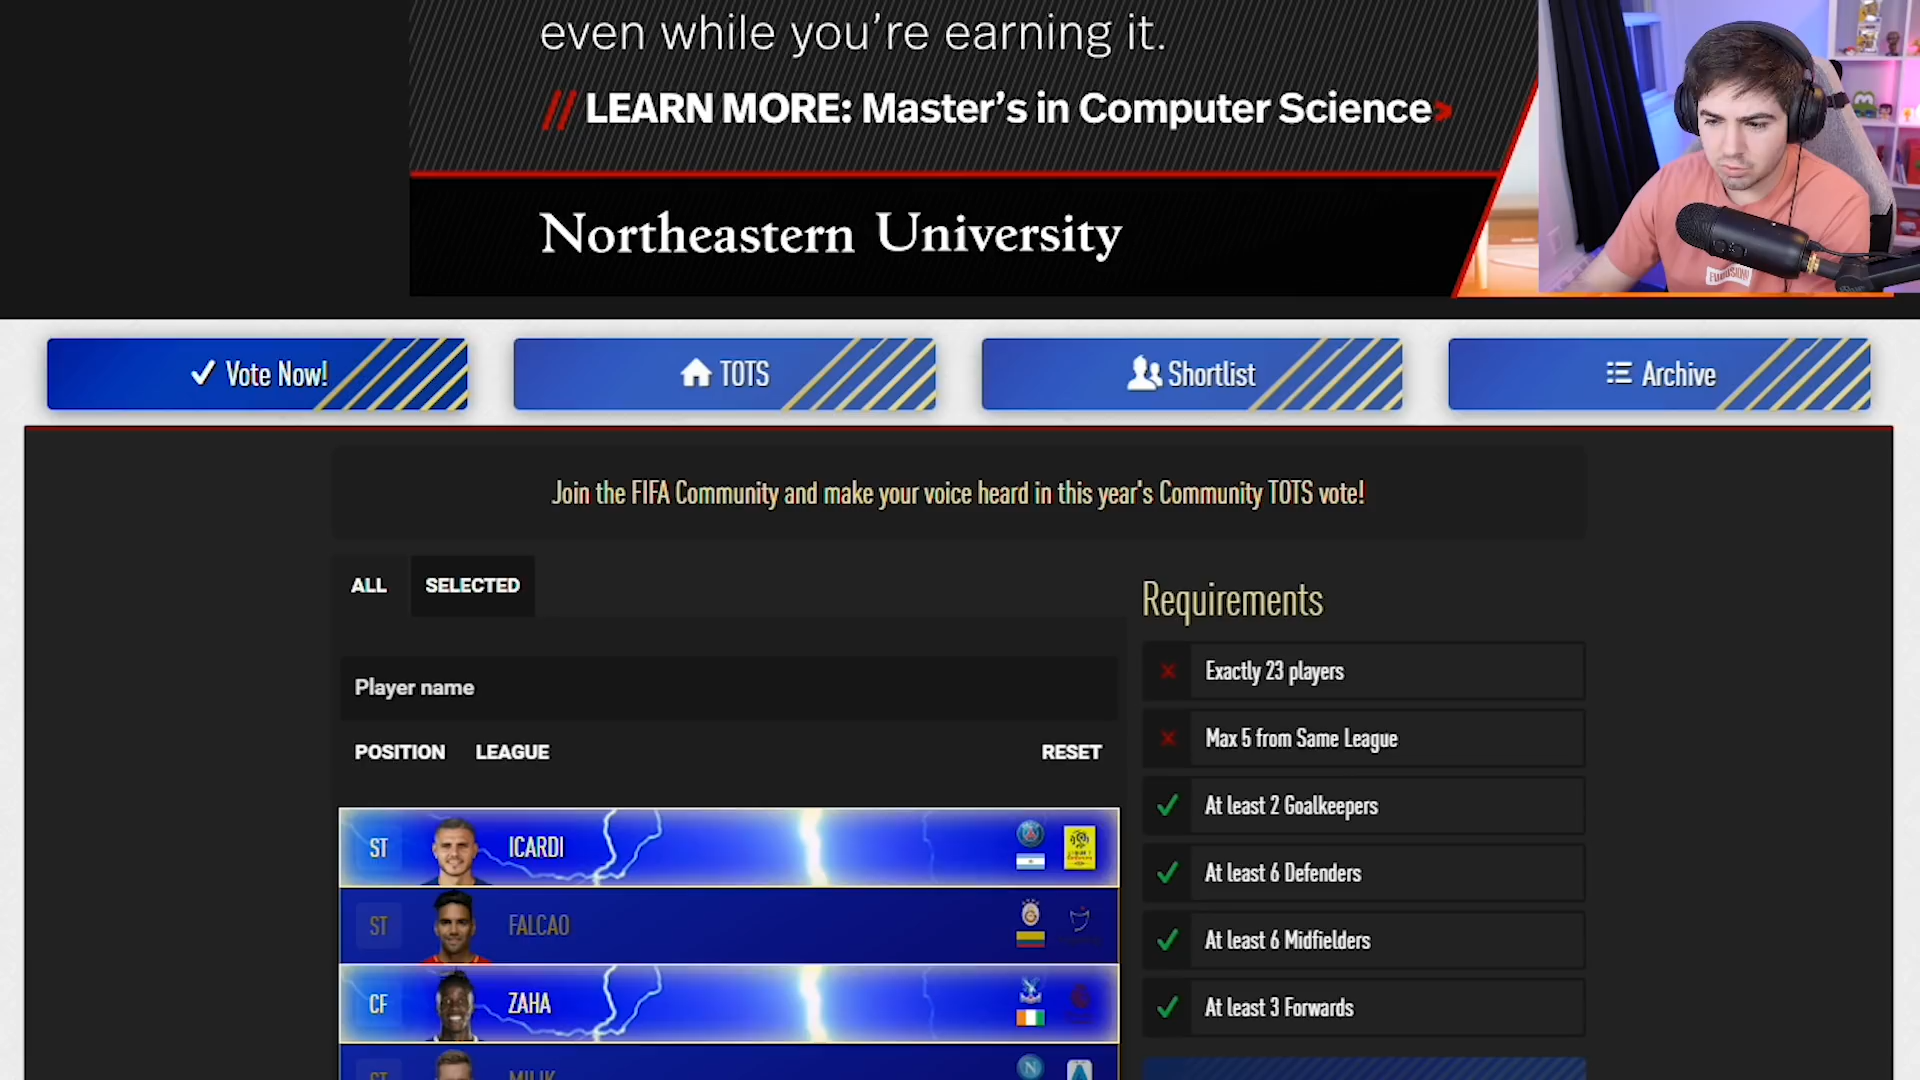 even while you're earning it.
// LEARN MORE: Master's in Computer Science>
Northeastern University
Vote Now!
TOTS
Shortlist
Archive
Join the FIFA Community and make your voice heard in this year's Community TOTS vote!
ALL
SELECTED
Requirements
Player name
POSITION
LEAGUE
RESET
Exactly 23 players
Max 5 from Same League
At least 2 Goalkeepers
At least 6 Defenders
At least 6 Midfielders
At least 3 Forwards
ST
ICARDI
ST
FALCAO
CF
ZAHA
ST
MILIK